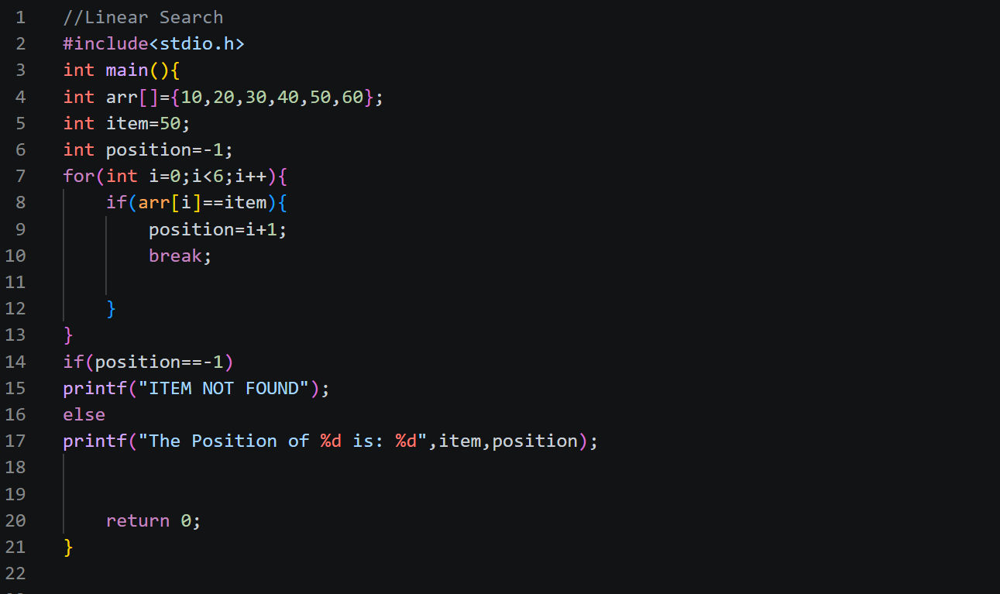 1 //Linear Search
2 #include<stdio.h>
3 int main(){
4 int arr[]={10,20,30,40,50,60};
5 int item=50;
6 int position=-1;
7 for(int i=0;i<6;i++){
8     if(arr[i]==item){
9         position=i+1;
10         break;
11
12     }
13 }
14 if(position==-1)
15 printf("ITEM NOT FOUND");
16 else
17 printf("The Position of %d is: %d",item,position);
18
19
20     return 0;
21 }
22